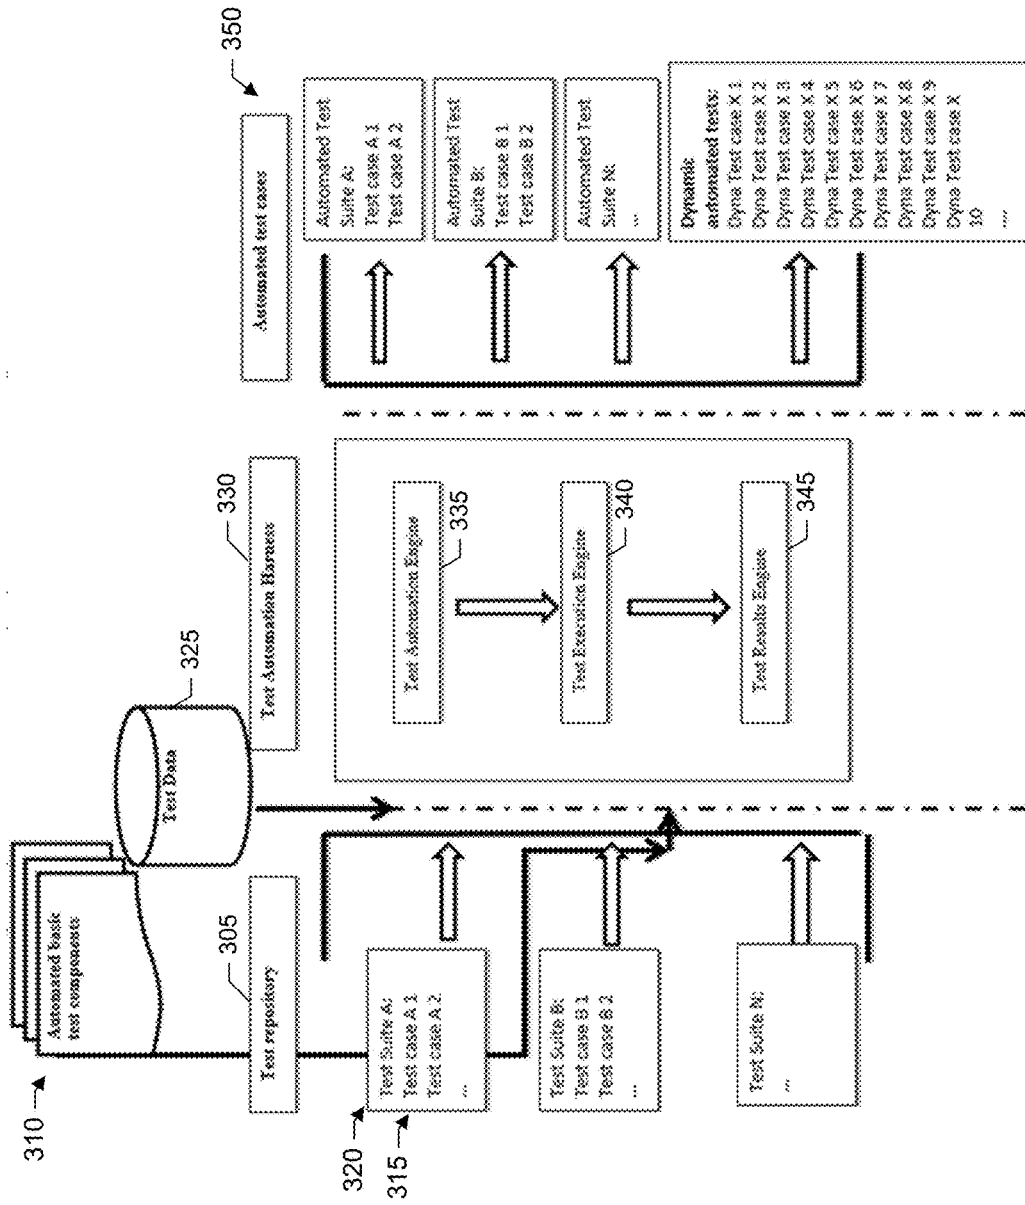 310
Automated basic
test components
Test Data
325
305
Test repository
330
Test Automation Harness
350
Automated test cases
320
315
Test Suite A:
Test case A 1
Test case A 2
...
Test Suite B:
Test case B 1
Test case B 2
...
Test Suite N:
...
Test Automation Engine
335
Test Execution Engine
340
Test Results Engine
345
Automated Test
Suite A:
Test case A 1
Test case A 2
Automated Test
Suite B:
Test case B 1
Test case B 2
Automated Test
Suite N:
...
Dynamic
automated tests:
Dyna Test case X 1
Dyna Test case X 2
Dyna Test case X 3
Dyna Test case X 4
Dyna Test case X 5
Dyna Test case X 6
Dyna Test case X 7
Dyna Test case X 8
Dyna Test case X 9
Dyna Test case X
10
...